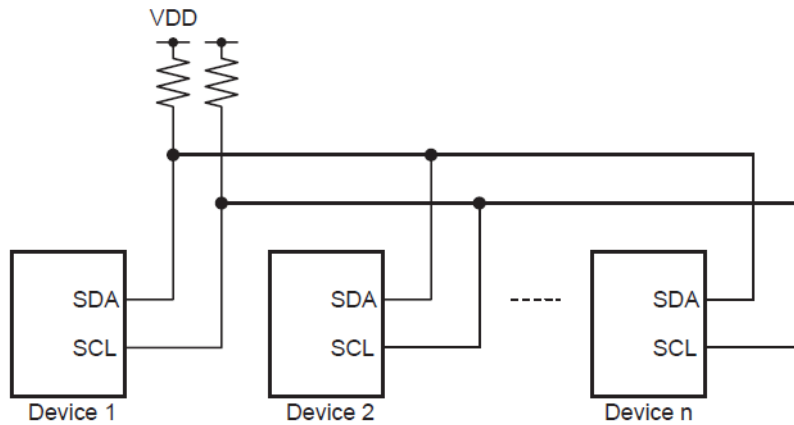 VDD
SDA
SCL
Device 1
SDA
SCL
Device 2
SDA
SCL
Device n